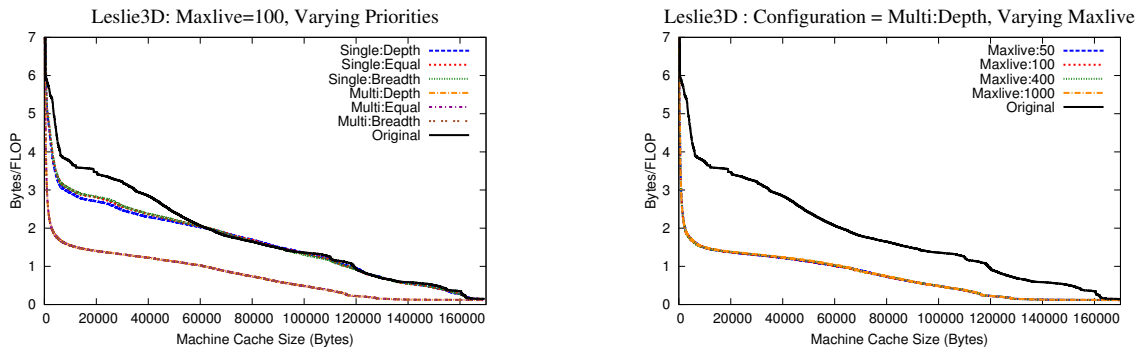 Leslie3D: Maxlive=100, Varying Priorities
7
6
5
4
3
2
1
0
Bytes/FLOP
Single:Depth
Single:Equal
Single:Breadth
Multi:Depth
Multi:Equal
Multi:Breadth
Original
0 20000 40000 60000 80000 100000 120000 140000 160000
Machine Cache Size (Bytes)
Leslie3D : Configuration = Multi:Depth, Varying Maxlive
7
6
5
4
3
2
1
0
Bytes/FLOP
Maxlive:50
Maxlive:100
Maxlive:400
Maxlive:1000
Original
0 20000 40000 60000 80000 100000 120000 140000 160000
Machine Cache Size (Bytes)